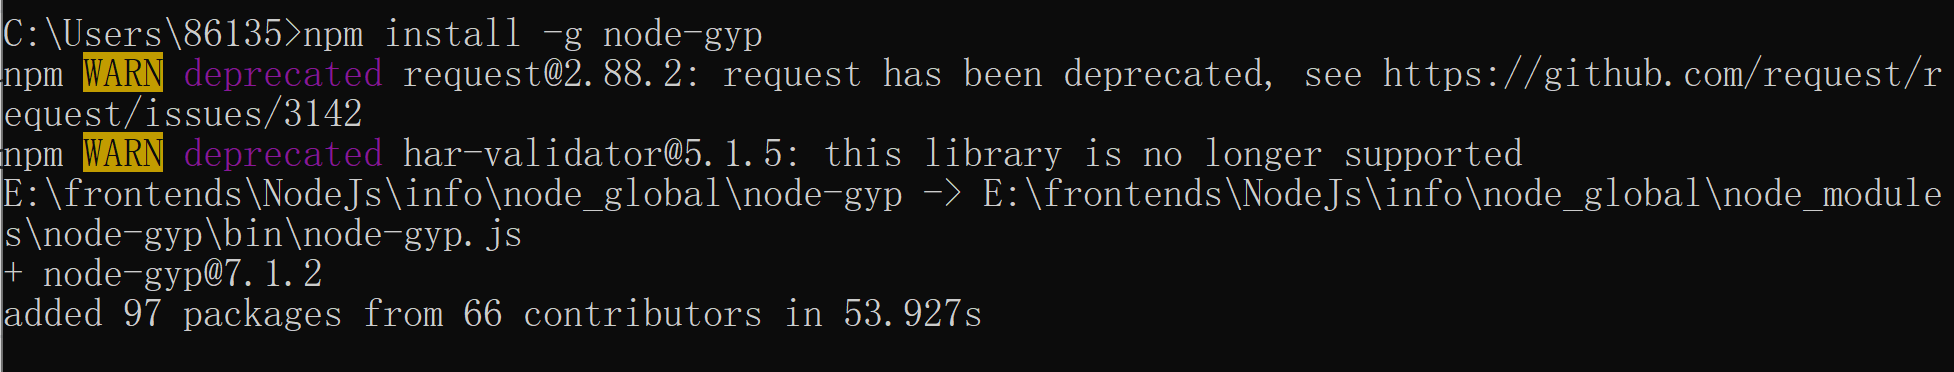 C:\Users\86135>npm install -g node-gyp
npm WARN deprecated request@2.88.2: request has been deprecated, see https://github.com/request/r
equest/issues/3142
npm WARN deprecated har-validator@5.1.5: this library is no longer supported
E:\frontends\NodeJs\info\node_global\node-gyp -> E:\frontends\NodeJs\info\node_global\node_module
s\node-gyp\bin\node-gyp.js
+ node-gyp@7.1.2
added 97 packages from 66 contributors in 53.927s